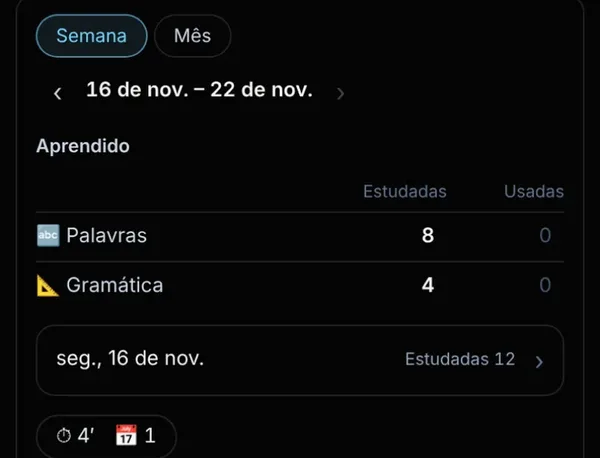 Semana Mês
‹ 16 de nov. – 22 de nov. ›
Aprendido
Estudadas Usadas
🔤 Palavras 8 0
📐 Gramática 4 0
seg., 16 de nov. Estudadas 12 ›
⏱ 4′ 📅 1